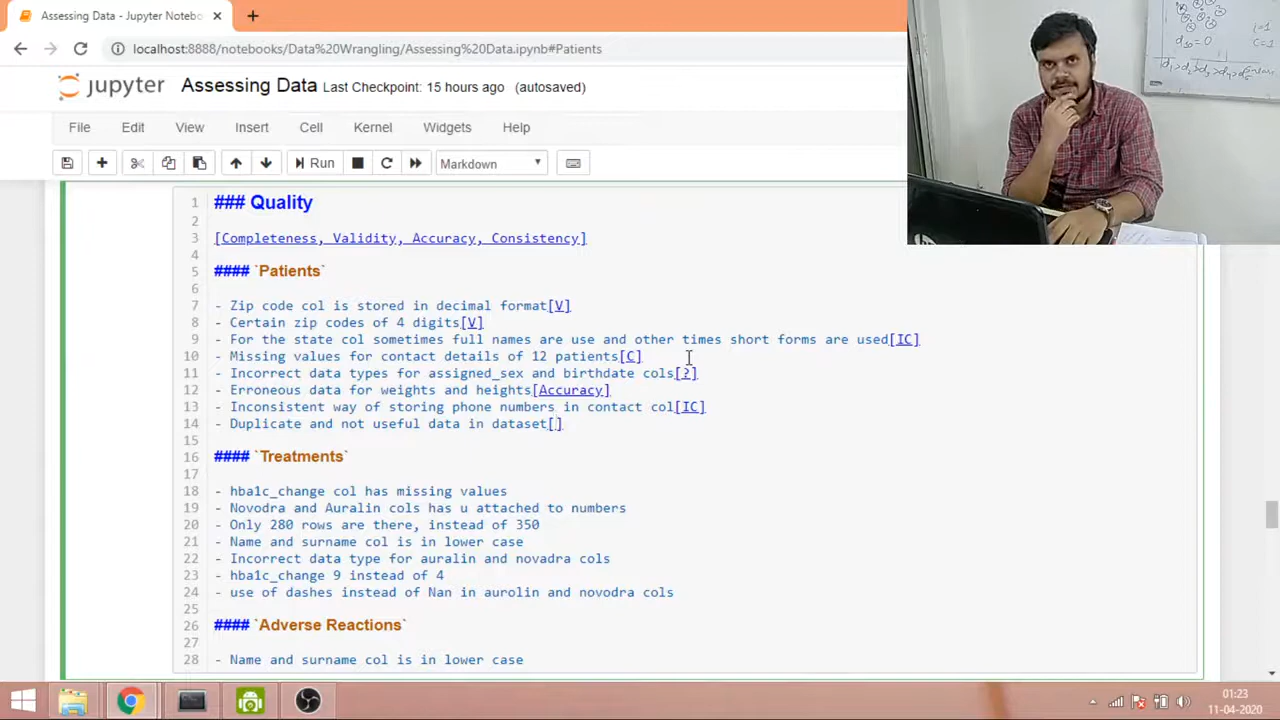 Assessing Data - Jupyter Notebo
localhost:8888/notebooks/Data%20Wrangling/Assessing%20Data.ipynb#Patients
jupyter Assessing Data Last Checkpoint: 15 hours ago (autosaved)
File Edit View Insert Cell Kernel Widgets Help
Run Markdown
1 ### Quality
2
3 [Completeness, Validity, Accuracy, Consistency]
4
5 #### `Patients`
6
7 - Zip code col is stored in decimal format[V]
8 - Certain zip codes of 4 digits[V]
9 - For the state col sometimes full names are use and other times short forms are used[IC]
10 - Missing values for contact details of 12 patients[C]
11 - Incorrect data types for assigned_sex and birthdate cols[?]
12 - Erroneous data for weights and heights[Accuracy]
13 - Inconsistent way of storing phone numbers in contact col[IC]
14 - Duplicate and not useful data in dataset[]
15
16 #### `Treatments`
17
18 - hba1c_change col has missing values
19 - Novodra and Auralin cols has u attached to numbers
20 - Only 280 rows are there, instead of 350
21 - Name and surname col is in lower case
22 - Incorrect data type for auralin and novadra cols
23 - hba1c_change 9 instead of 4
24 - use of dashes instead of Nan in aurolin and novodra cols
25
26 #### `Adverse Reactions`
27
28 - Name and surname col is in lower case
01:23
11-04-2020